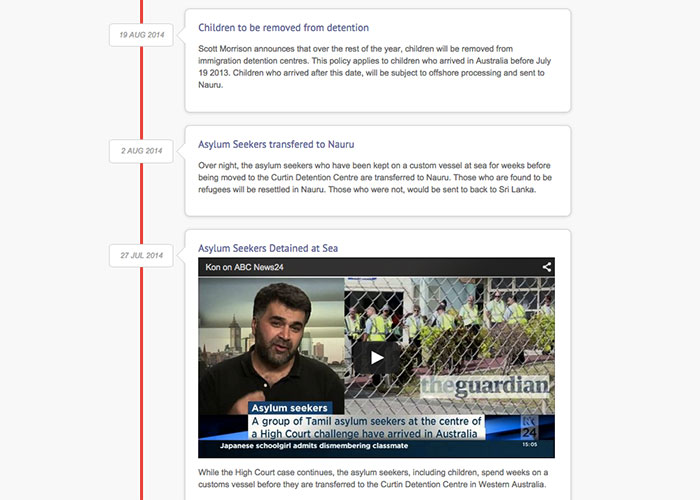 19 AUG 2014
Children to be removed from detention
Scott Morrison announces that over the rest of the year, children will be removed from
immigration detention centres. This policy applies to children who arrived in Australia before July
19 2013. Children who arrived after this date, will be subject to offshore processing and sent to
Nauru.
2 AUG 2014
Asylum Seekers transfered to Nauru
Over night, the asylum seekers who have been kept on a custom vessel at sea for weeks before
being moved to the Curtin Detention Centre are transferred to Nauru. Those who are found to be
refugees will be resettled in Nauru. Those who were not, would be sent to back to Sri Lanka.
27 JUL 2014
Asylum Seekers Detained at Sea
Kon on ABC News24
theguardian
Asylum seekers
A group of Tamil asylum seekers at the centre of
a High Court challenge have arrived in Australia
24
Japanese schoolgirl admits dismembering classmate
15:05
While the High Court case continues, the asylum seekers, including children, spend weeks on a
customs vessel before they are transferred to the Curtin Detention Centre in Western Australia.